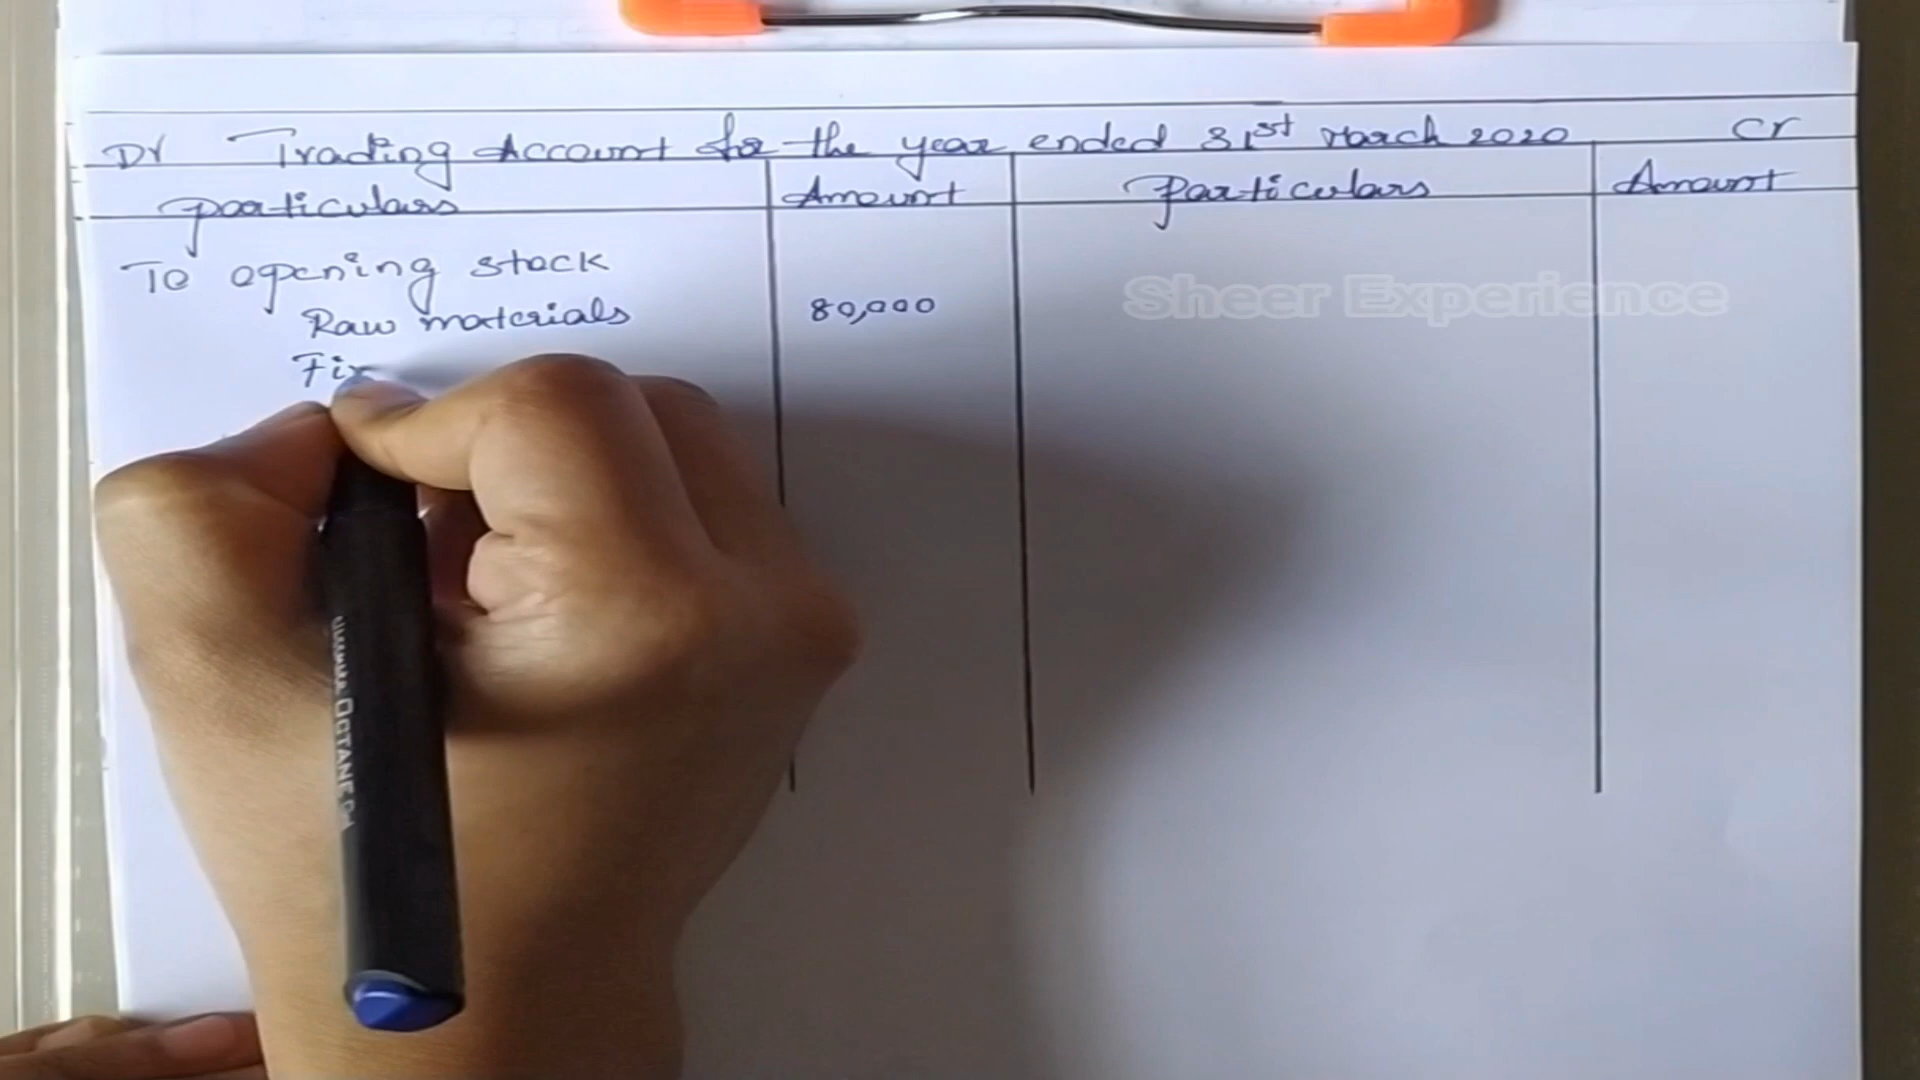 Dr Trading Account for the year ended 31st March 2020 Cr
Particulars Amount Particulars Amount
To opening stock
Raw materials 80,000
Fin
Sheer Experience
OCTANE